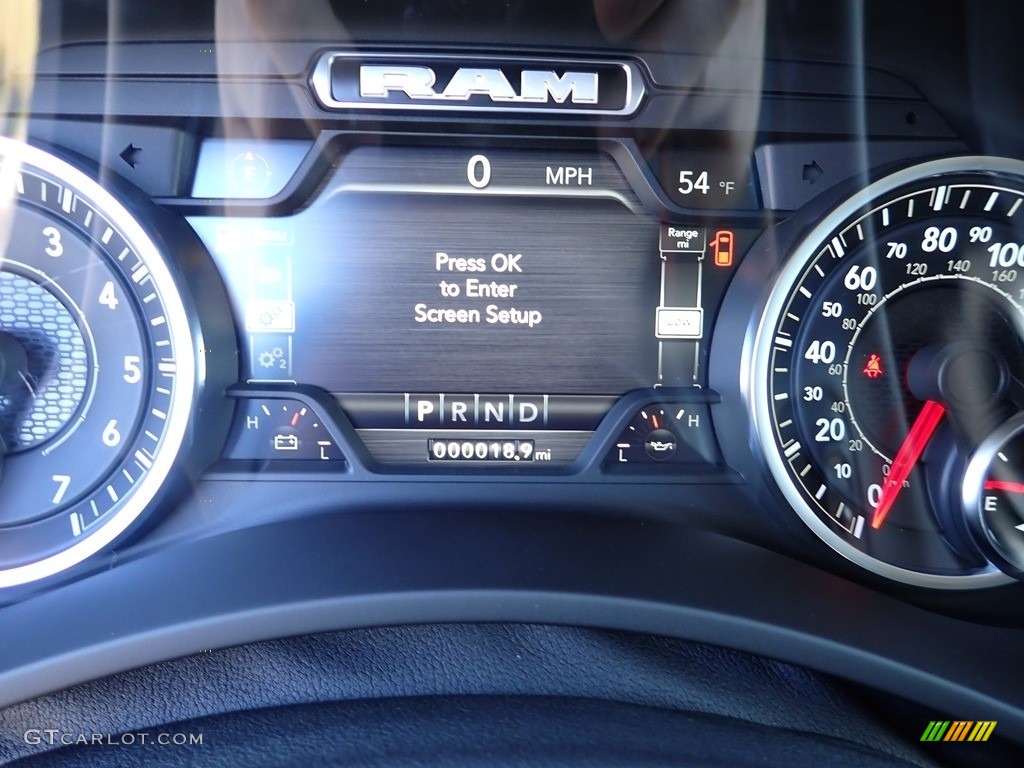 RAM
0 MPH
54 °F
E
Range
mi
Press OK
to Enter
Screen Setup
LOW
2
P R N D
H
L
000018.9 mi
L
H
3
4
5
6
7
0
10
20
30
40
50
60
70
80
90
100
20
40
60
80
100
120
140
160
E
GTCARLOT.COM